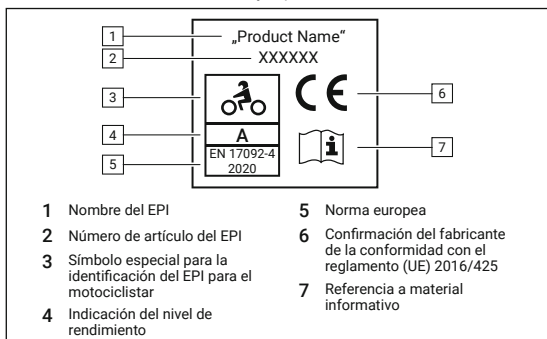 1
„Product Name“
2
XXXXXX
3
CE
6
4
A
i
7
5
EN 17092-4
2020
1 Nombre del EPI
2 Número de artículo del EPI
3 Símbolo especial para la
identificación del EPI para el
motociclistar
4 Indicación del nivel de
rendimiento
5 Norma europea
6 Confirmación del fabricante
de la conformidad con el
reglamento (UE) 2016/425
7 Referencia a material
informativo